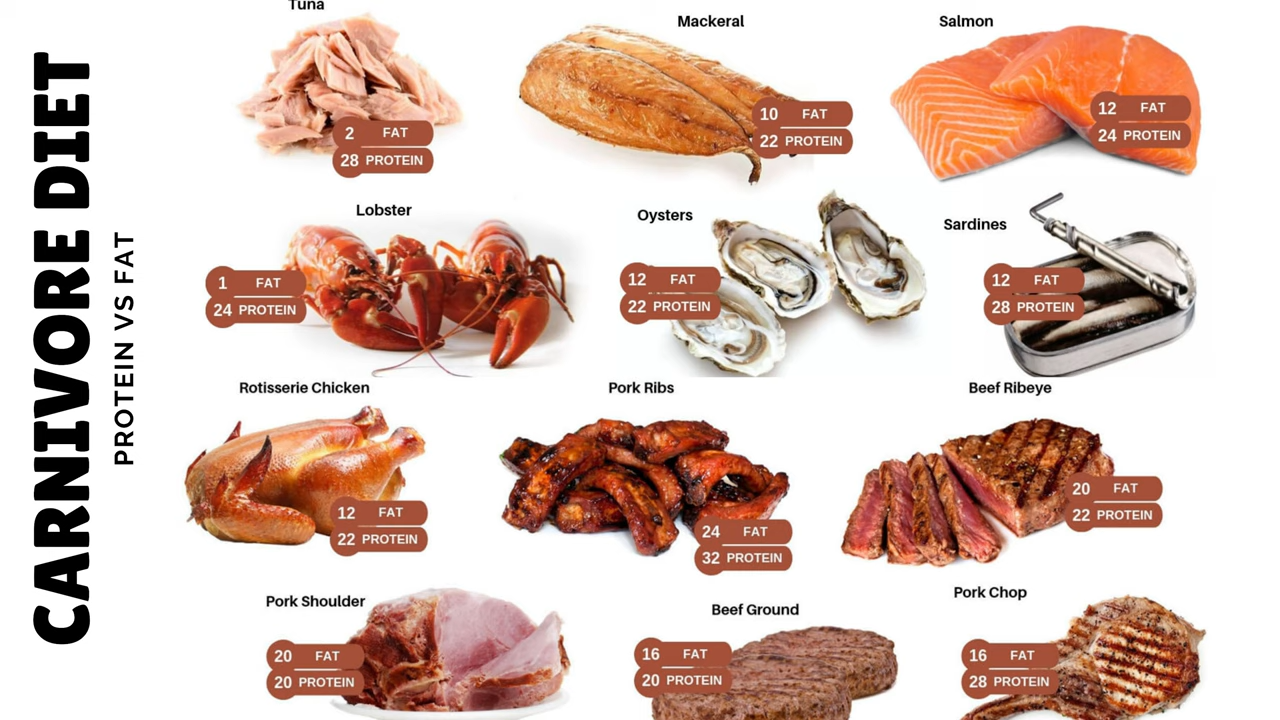 CARNIVORE DIET
PROTEIN VS FAT
Tuna
2 FAT
28 PROTEIN
Mackeral
10 FAT
22 PROTEIN
Salmon
12 FAT
24 PROTEIN
Lobster
1 FAT
24 PROTEIN
Oysters
12 FAT
22 PROTEIN
Sardines
12 FAT
28 PROTEIN
Rotisserie Chicken
12 FAT
22 PROTEIN
Pork Ribs
24 FAT
32 PROTEIN
Beef Ribeye
20 FAT
22 PROTEIN
Pork Shoulder
20 FAT
20 PROTEIN
Beef Ground
16 FAT
20 PROTEIN
Pork Chop
16 FAT
28 PROTEIN